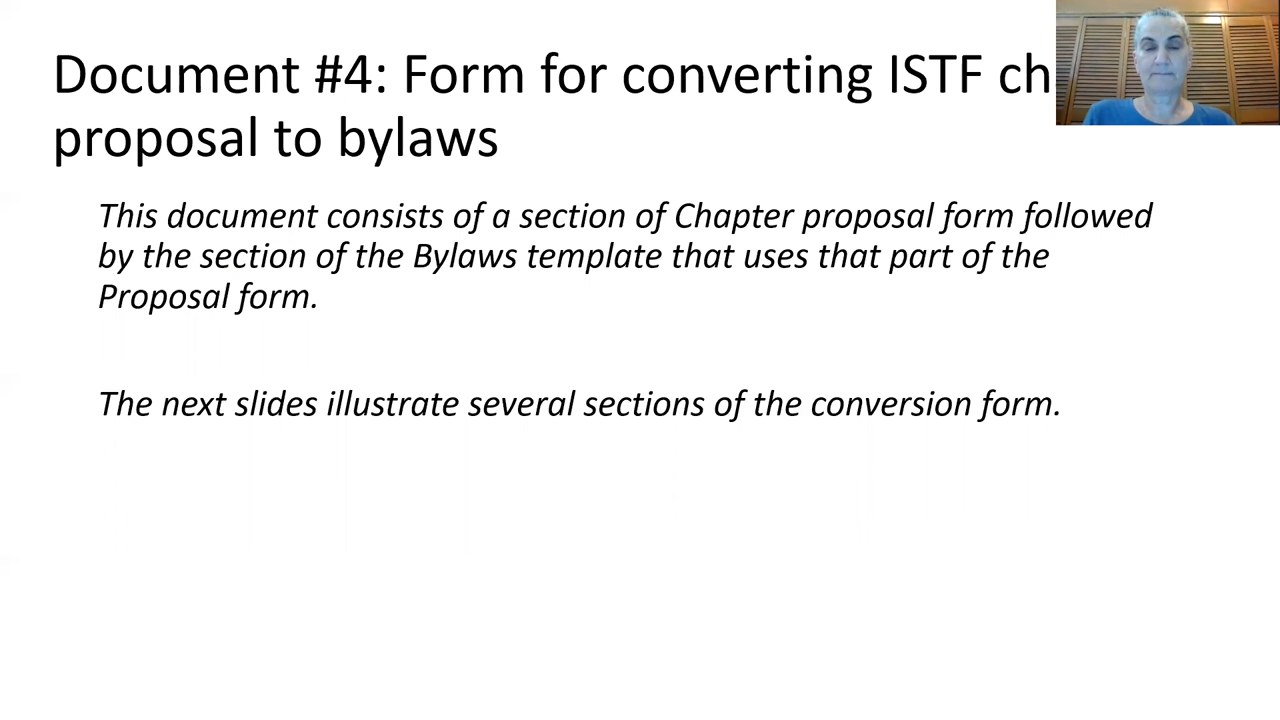 Document #4: Form for converting ISTF ch
proposal to bylaws
This document consists of a section of Chapter proposal form followed
by the section of the Bylaws template that uses that part of the
Proposal form.
The next slides illustrate several sections of the conversion form.